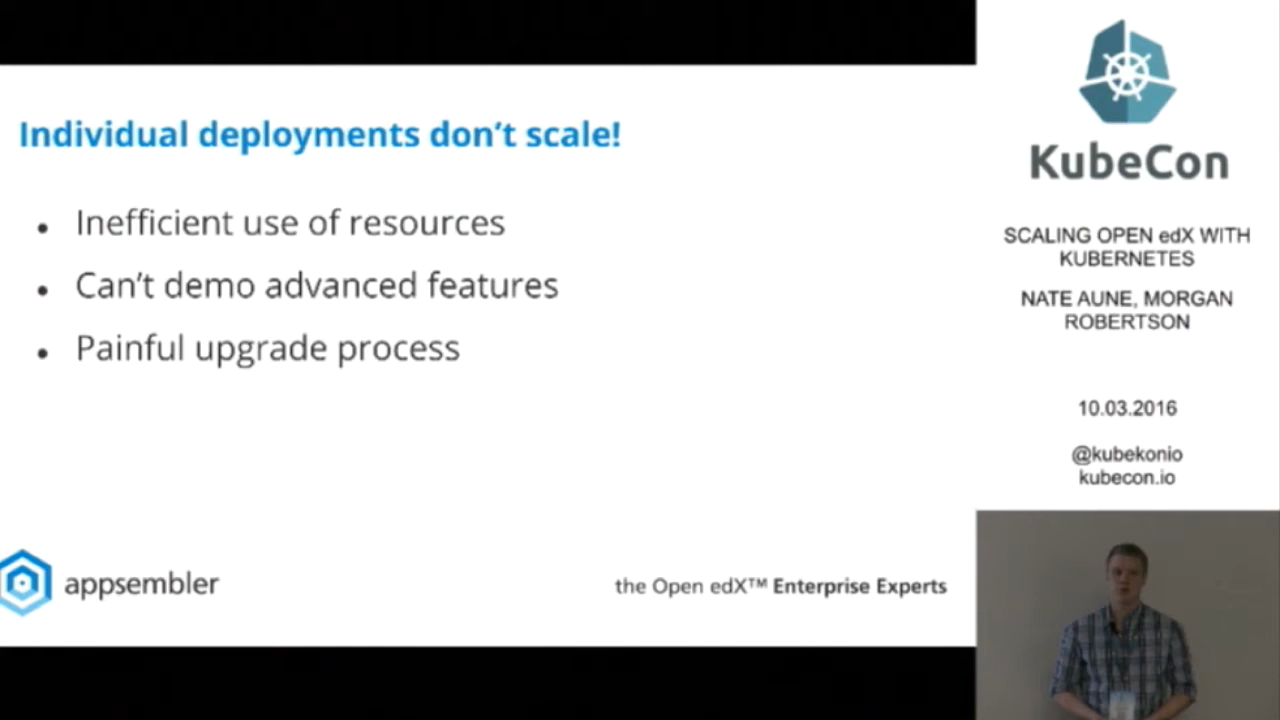 Individual deployments don't scale!
• Inefficient use of resources
• Can't demo advanced features
• Painful upgrade process
appsembler
the Open edX™ Enterprise Experts
KubeCon
SCALING OPEN edX WITH
KUBERNETES
NATE AUNE, MORGAN
ROBERTSON
10.03.2016
@kubekonio
kubecon.io